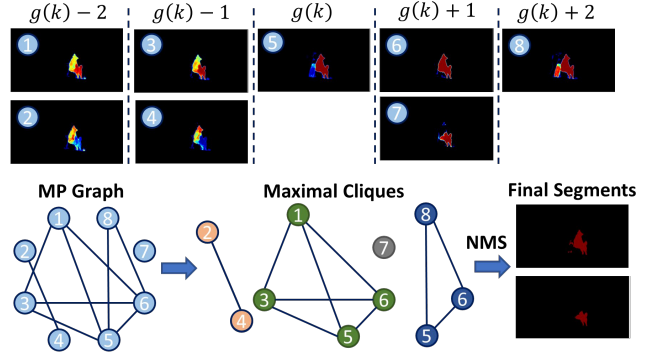 g(k) − 2 g(k) − 1 g(k) g(k) + 1 g(k) + 2
1 3 5 6 8
2 4 7
MP Graph Maximal Cliques Final Segments
1 8 2 7 3 6 4 5
2 4
1 3 6 5
7
8 6 5
NMS